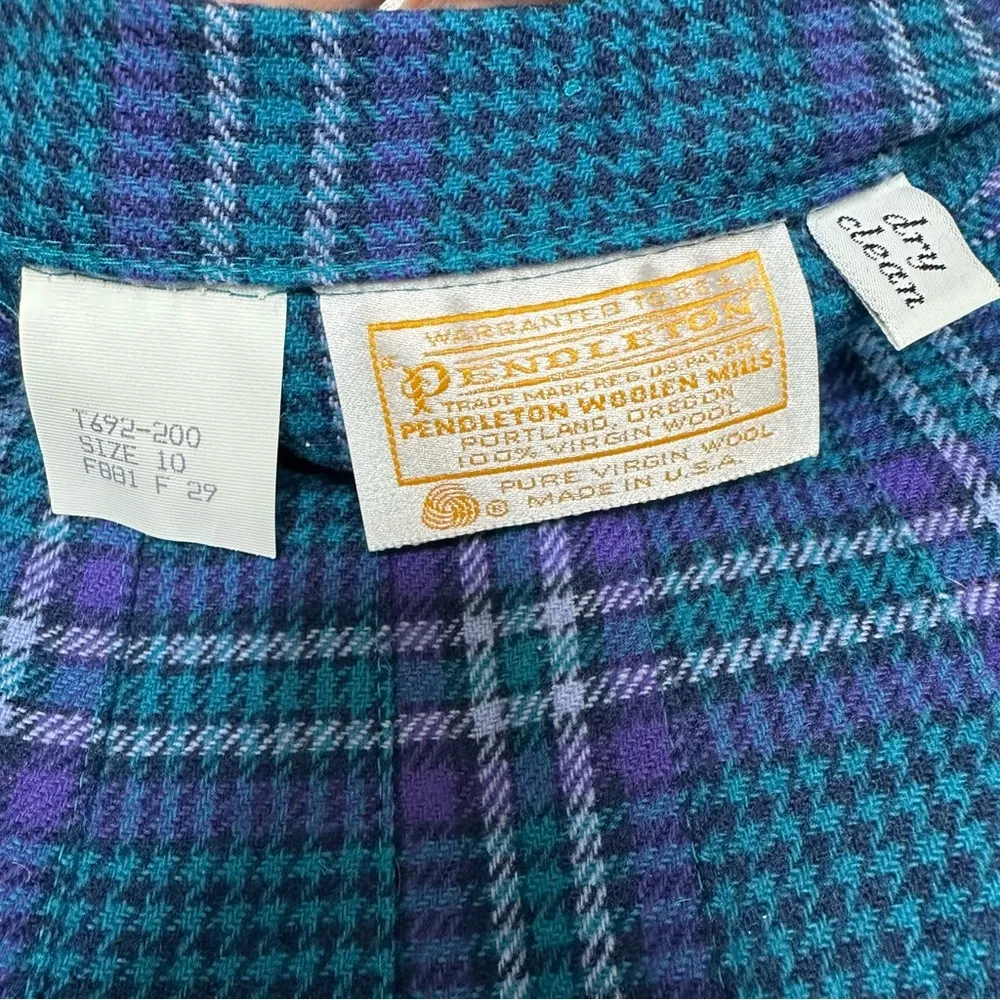 T692-200
SIZE 10
F881 F 29
WARRANTED TO BE A
PENDLETON
TRADE MARK REG. U.S. PAT. OFF.
PENDLETON WOOLEN MILLS
PORTLAND, OREGON
100% VIRGIN WOOL
PURE VIRGIN WOOL
® MADE IN U.S.A.
dry
clean